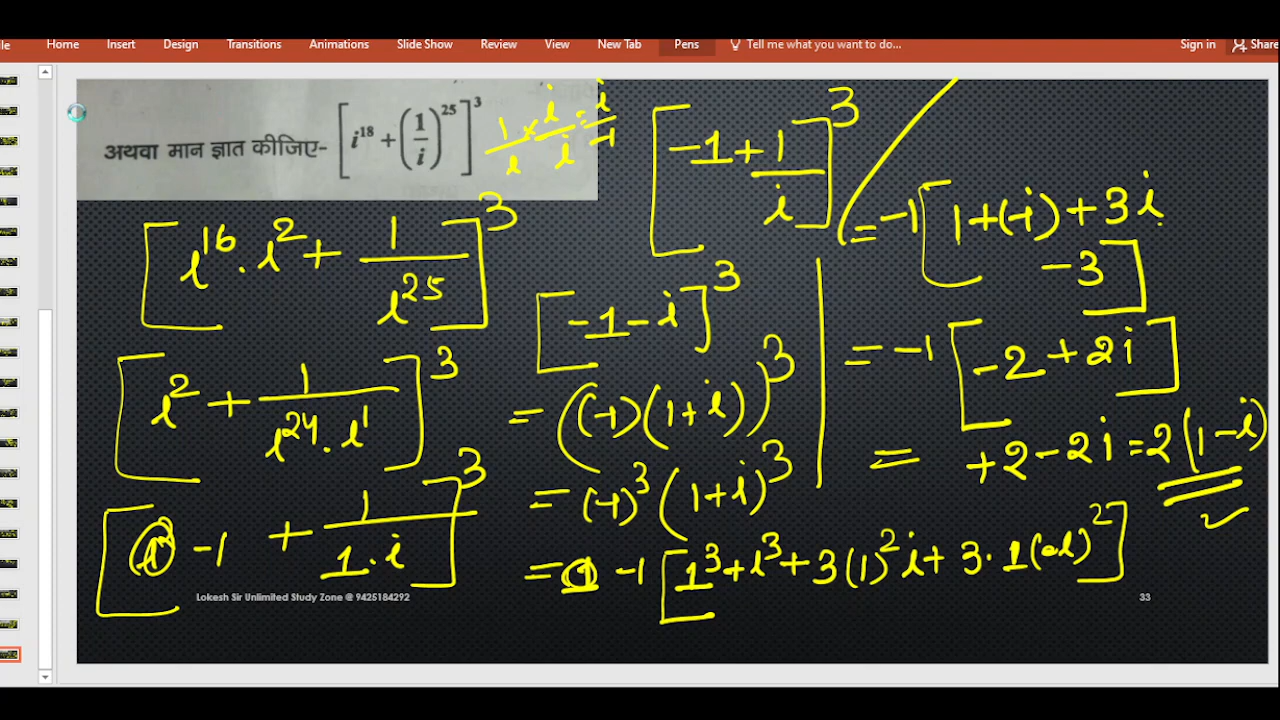 File Home Insert Design Transitions Animations Slide Show Review View New Tab Pens Tell me what you want to do... Sign in Share
अथवा मान ज्ञात कीजिए- [i^18 + (1/i)^25]^3
1/i × i/i = i/-1
[i^16 . i^2 + 1/i^25]^3
[i^2 + 1/(i^24 . i^1)]^3
[-1 + 1/(1 . i)]^3
[-1 + 1/i]^3
[-1 - i]^3
= ((-1)(1+i))^3
= (-1)^3 (1+i)^3
= -1 [1^3 + i^3 + 3(1)^2 i + 3 . 1 (i)^2]
= -1 [1 + (-i) + 3i
-3]
= -1 [-2 + 2i]
= +2 - 2i = 2(1-i)
Lokesh Sir Unlimited Study Zone @ 9425184292
33